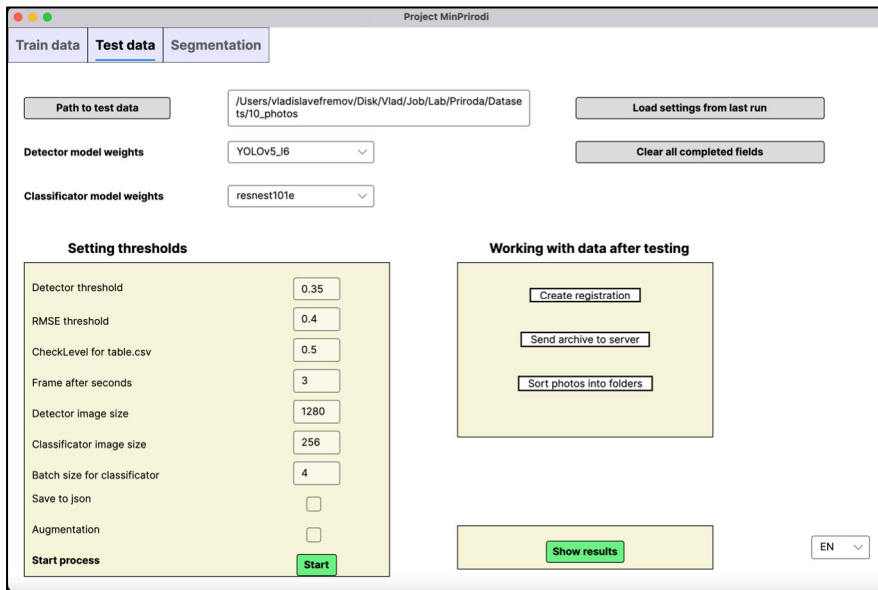 Project MinPrirodi
Train data
Test data
Segmentation
Path to test data
/Users/vladislavefremov/Disk/Vlad/Job/Lab/Priroda/Datase
ts/10_photos
Load settings from last run
Detector model weights
YOLOv5_l6
Clear all completed fields
Classificator model weights
resnest101e
Setting thresholds
Detector threshold
0.35
RMSE threshold
0.4
CheckLevel for table.csv
0.5
Frame after seconds
3
Detector image size
1280
Classificator image size
256
Batch size for classificator
4
Save to json
Augmentation
Start process
Start
Working with data after testing
Create registration
Send archive to server
Sort photos into folders
Show results
EN